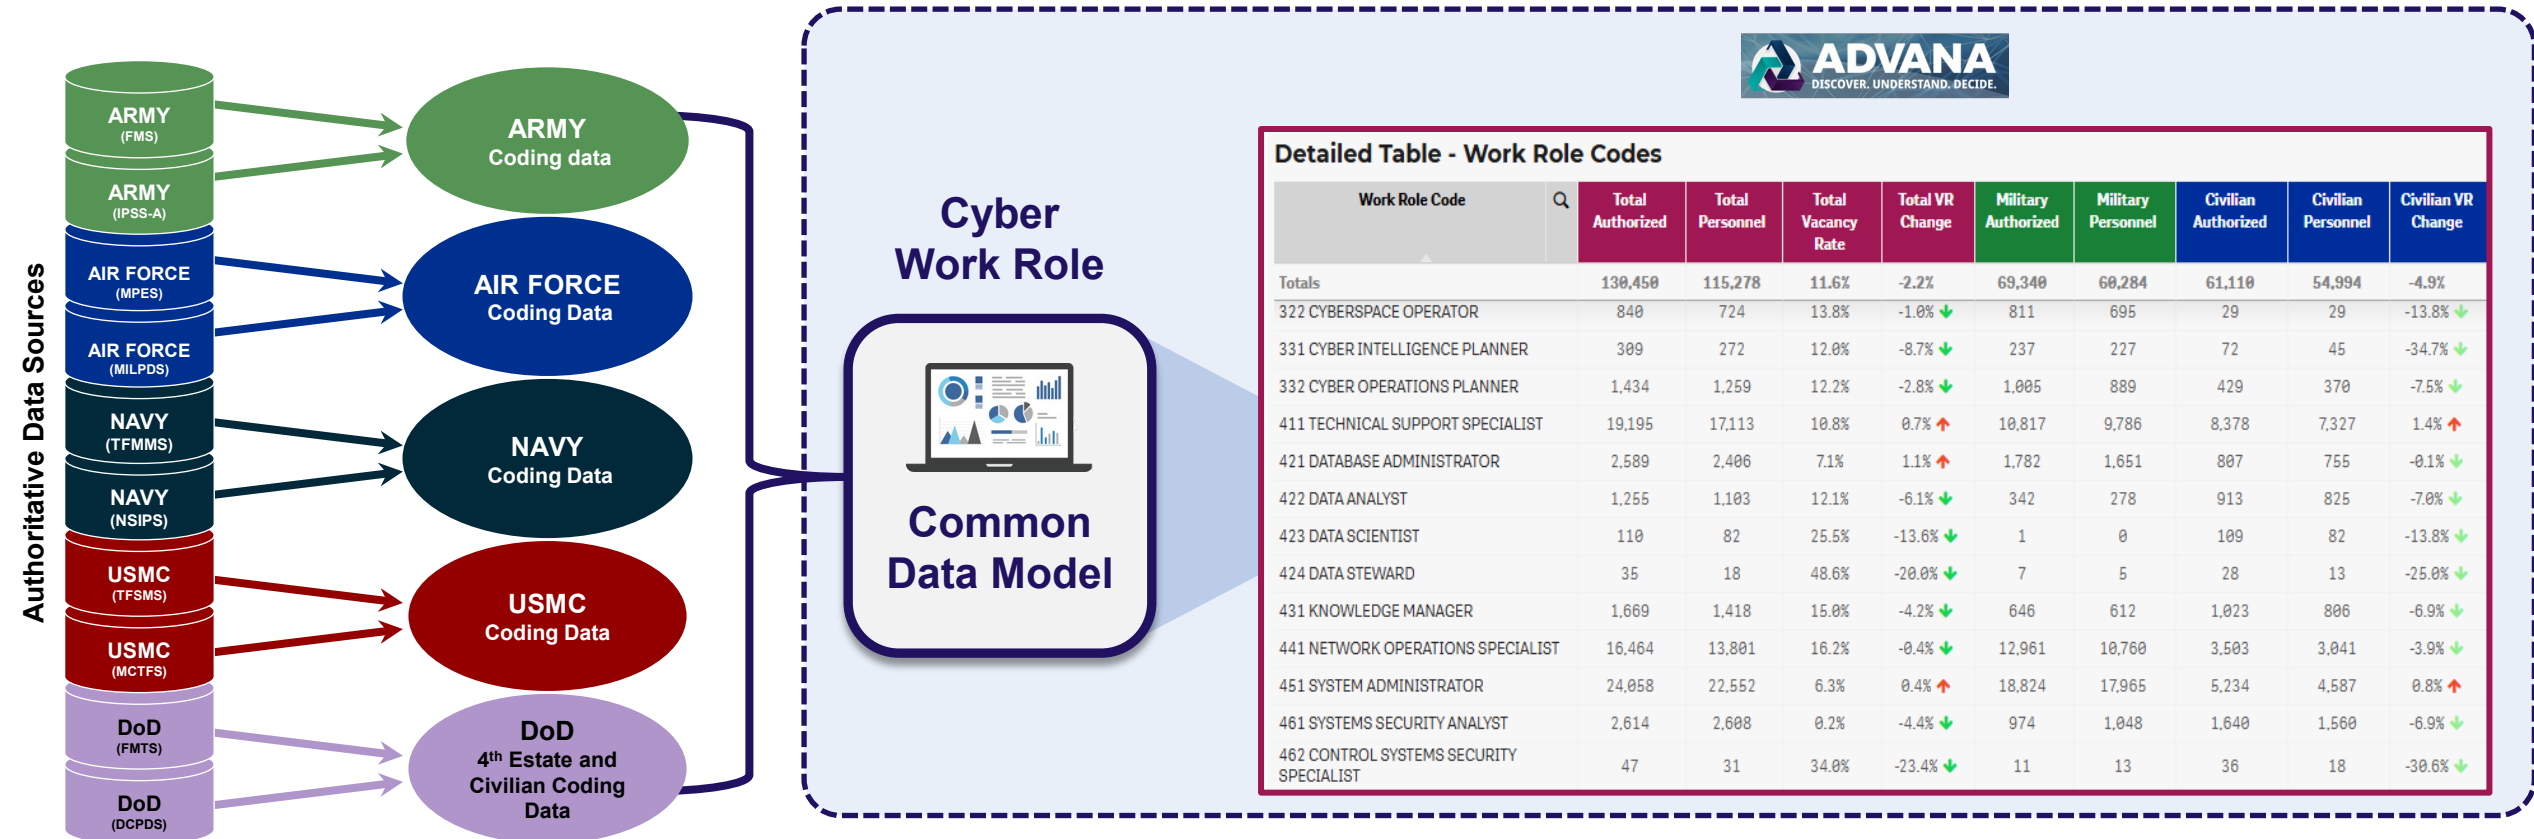 Authoritative Data Sources
ARMY
(FMS)
ARMY
(IPSS-A)
AIR FORCE
(MPES)
AIR FORCE
(MILPDS)
NAVY
(TFMMS)
NAVY
(NSIPS)
USMC
(TFSMS)
USMC
(MCTFS)
DoD
(FMTS)
DoD
(DCPDS)
ARMY
Coding data
AIR FORCE
Coding Data
NAVY
Coding Data
USMC
Coding Data
DoD
4th Estate and
Civilian Coding
Data
Cyber
Work Role
Common
Data Model
ADVANA
DISCOVER. UNDERSTAND. DECIDE.
Detailed Table - Work Role Codes
Work Role Code Total Authorized Total Personnel Total Vacancy Rate Total VR Change Military Authorized Military Personnel Civilian Authorized Civilian Personnel Civilian VR Change
Totals 130,450 115,278 11.6% -2.2% 69,340 60,284 61,110 54,994 -4.9%
322 CYBERSPACE OPERATOR 840 724 13.8% -1.0% 811 695 29 29 -13.8%
331 CYBER INTELLIGENCE PLANNER 309 272 12.0% -8.7% 237 227 72 45 -34.7%
332 CYBER OPERATIONS PLANNER 1,434 1,259 12.2% -2.8% 1,005 889 429 370 -7.5%
411 TECHNICAL SUPPORT SPECIALIST 19,195 17,113 10.8% 0.7% 10,817 9,786 8,378 7,327 1.4%
421 DATABASE ADMINISTRATOR 2,589 2,406 7.1% 1.1% 1,782 1,651 807 755 -0.1%
422 DATA ANALYST 1,255 1,103 12.1% -6.1% 342 278 913 825 -7.0%
423 DATA SCIENTIST 110 82 25.5% -13.6% 1 0 109 82 -13.8%
424 DATA STEWARD 35 18 48.6% -20.0% 7 5 28 13 -25.0%
431 KNOWLEDGE MANAGER 1,669 1,418 15.0% -4.2% 646 612 1,023 806 -6.9%
441 NETWORK OPERATIONS SPECIALIST 16,464 13,801 16.2% -0.4% 12,961 10,760 3,503 3,041 -3.9%
451 SYSTEM ADMINISTRATOR 24,058 22,552 6.3% 0.4% 18,824 17,965 5,234 4,587 0.8%
461 SYSTEMS SECURITY ANALYST 2,614 2,608 0.2% -4.4% 974 1,048 1,640 1,560 -6.9%
462 CONTROL SYSTEMS SECURITY
SPECIALIST 47 31 34.0% -23.4% 11 13 36 18 -30.6%